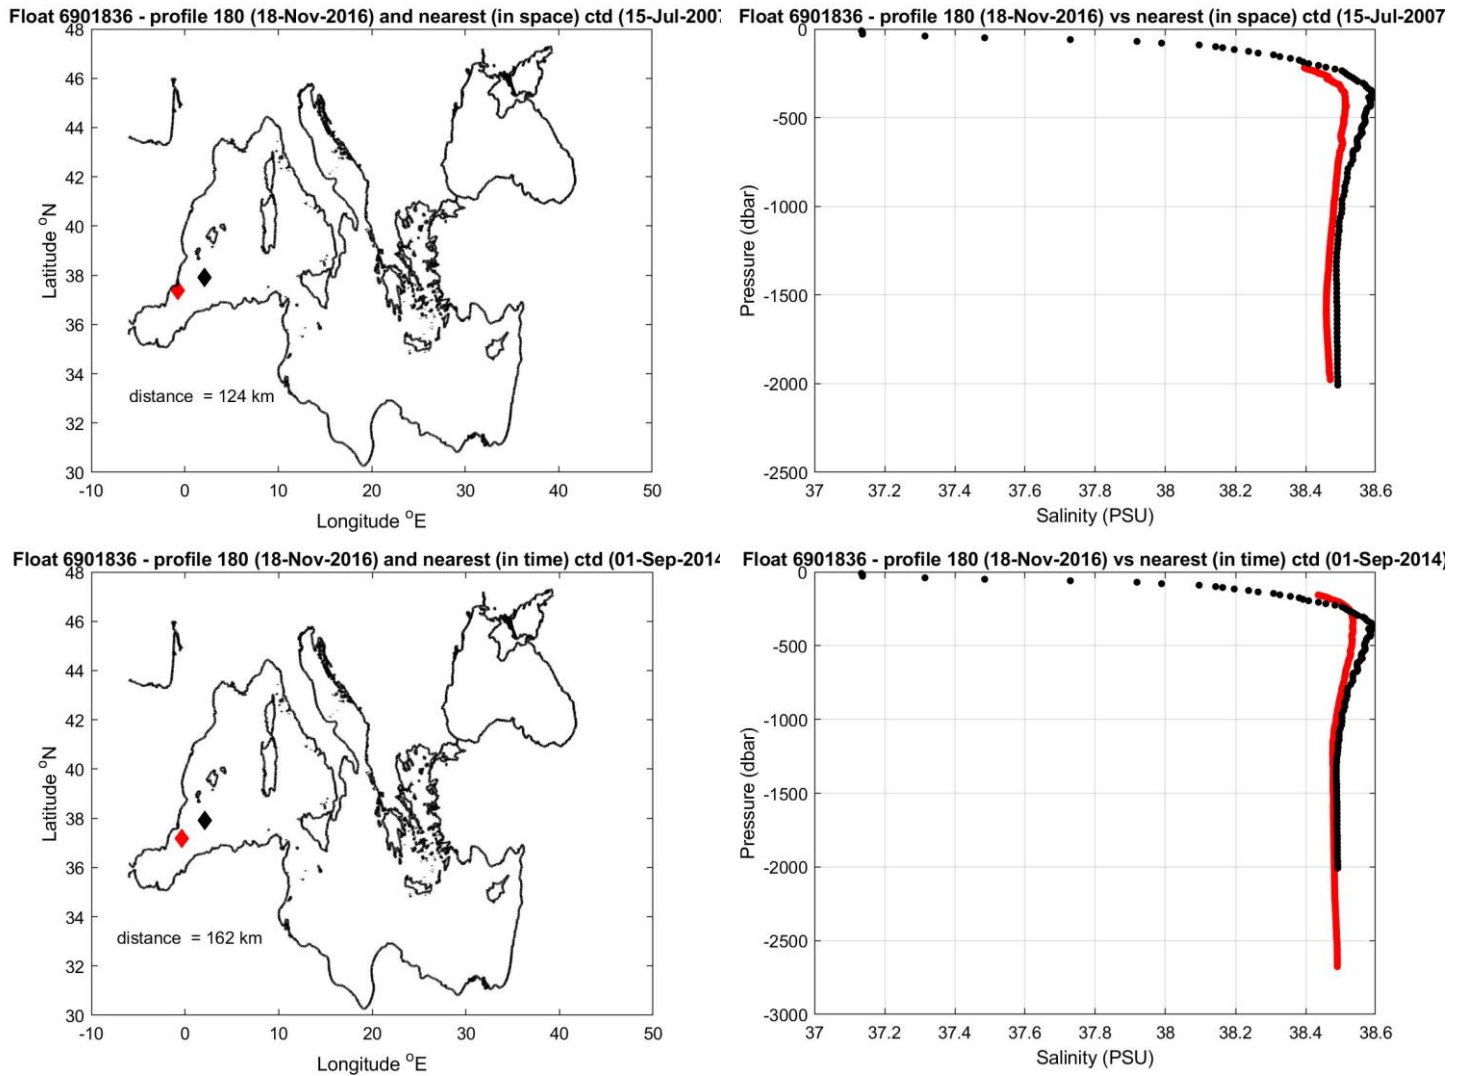 Float 6901836 - profile 180 (18-Nov-2016) and nearest (in space) ctd (15-Jul-2007
48
46
44
42
40
38
36
34
32
30
Latitude °N
distance = 124 km
-10 0 10 20 30 40 50
Longitude °E
Float 6901836 - profile 180 (18-Nov-2016) vs nearest (in space) ctd (15-Jul-2007
0
-500
-1000
-1500
-2000
-2500
Pressure (dbar)
37 37.2 37.4 37.6 37.8 38 38.2 38.4 38.6
Salinity (PSU)
Float 6901836 - profile 180 (18-Nov-2016) and nearest (in time) ctd (01-Sep-2014
48
46
44
42
40
38
36
34
32
30
Latitude °N
distance = 162 km
-10 0 10 20 30 40 50
Longitude °E
Float 6901836 - profile 180 (18-Nov-2016) vs nearest (in time) ctd (01-Sep-2014)
0
-500
-1000
-1500
-2000
-2500
-3000
Pressure (dbar)
37 37.2 37.4 37.6 37.8 38 38.2 38.4 38.6
Salinity (PSU)